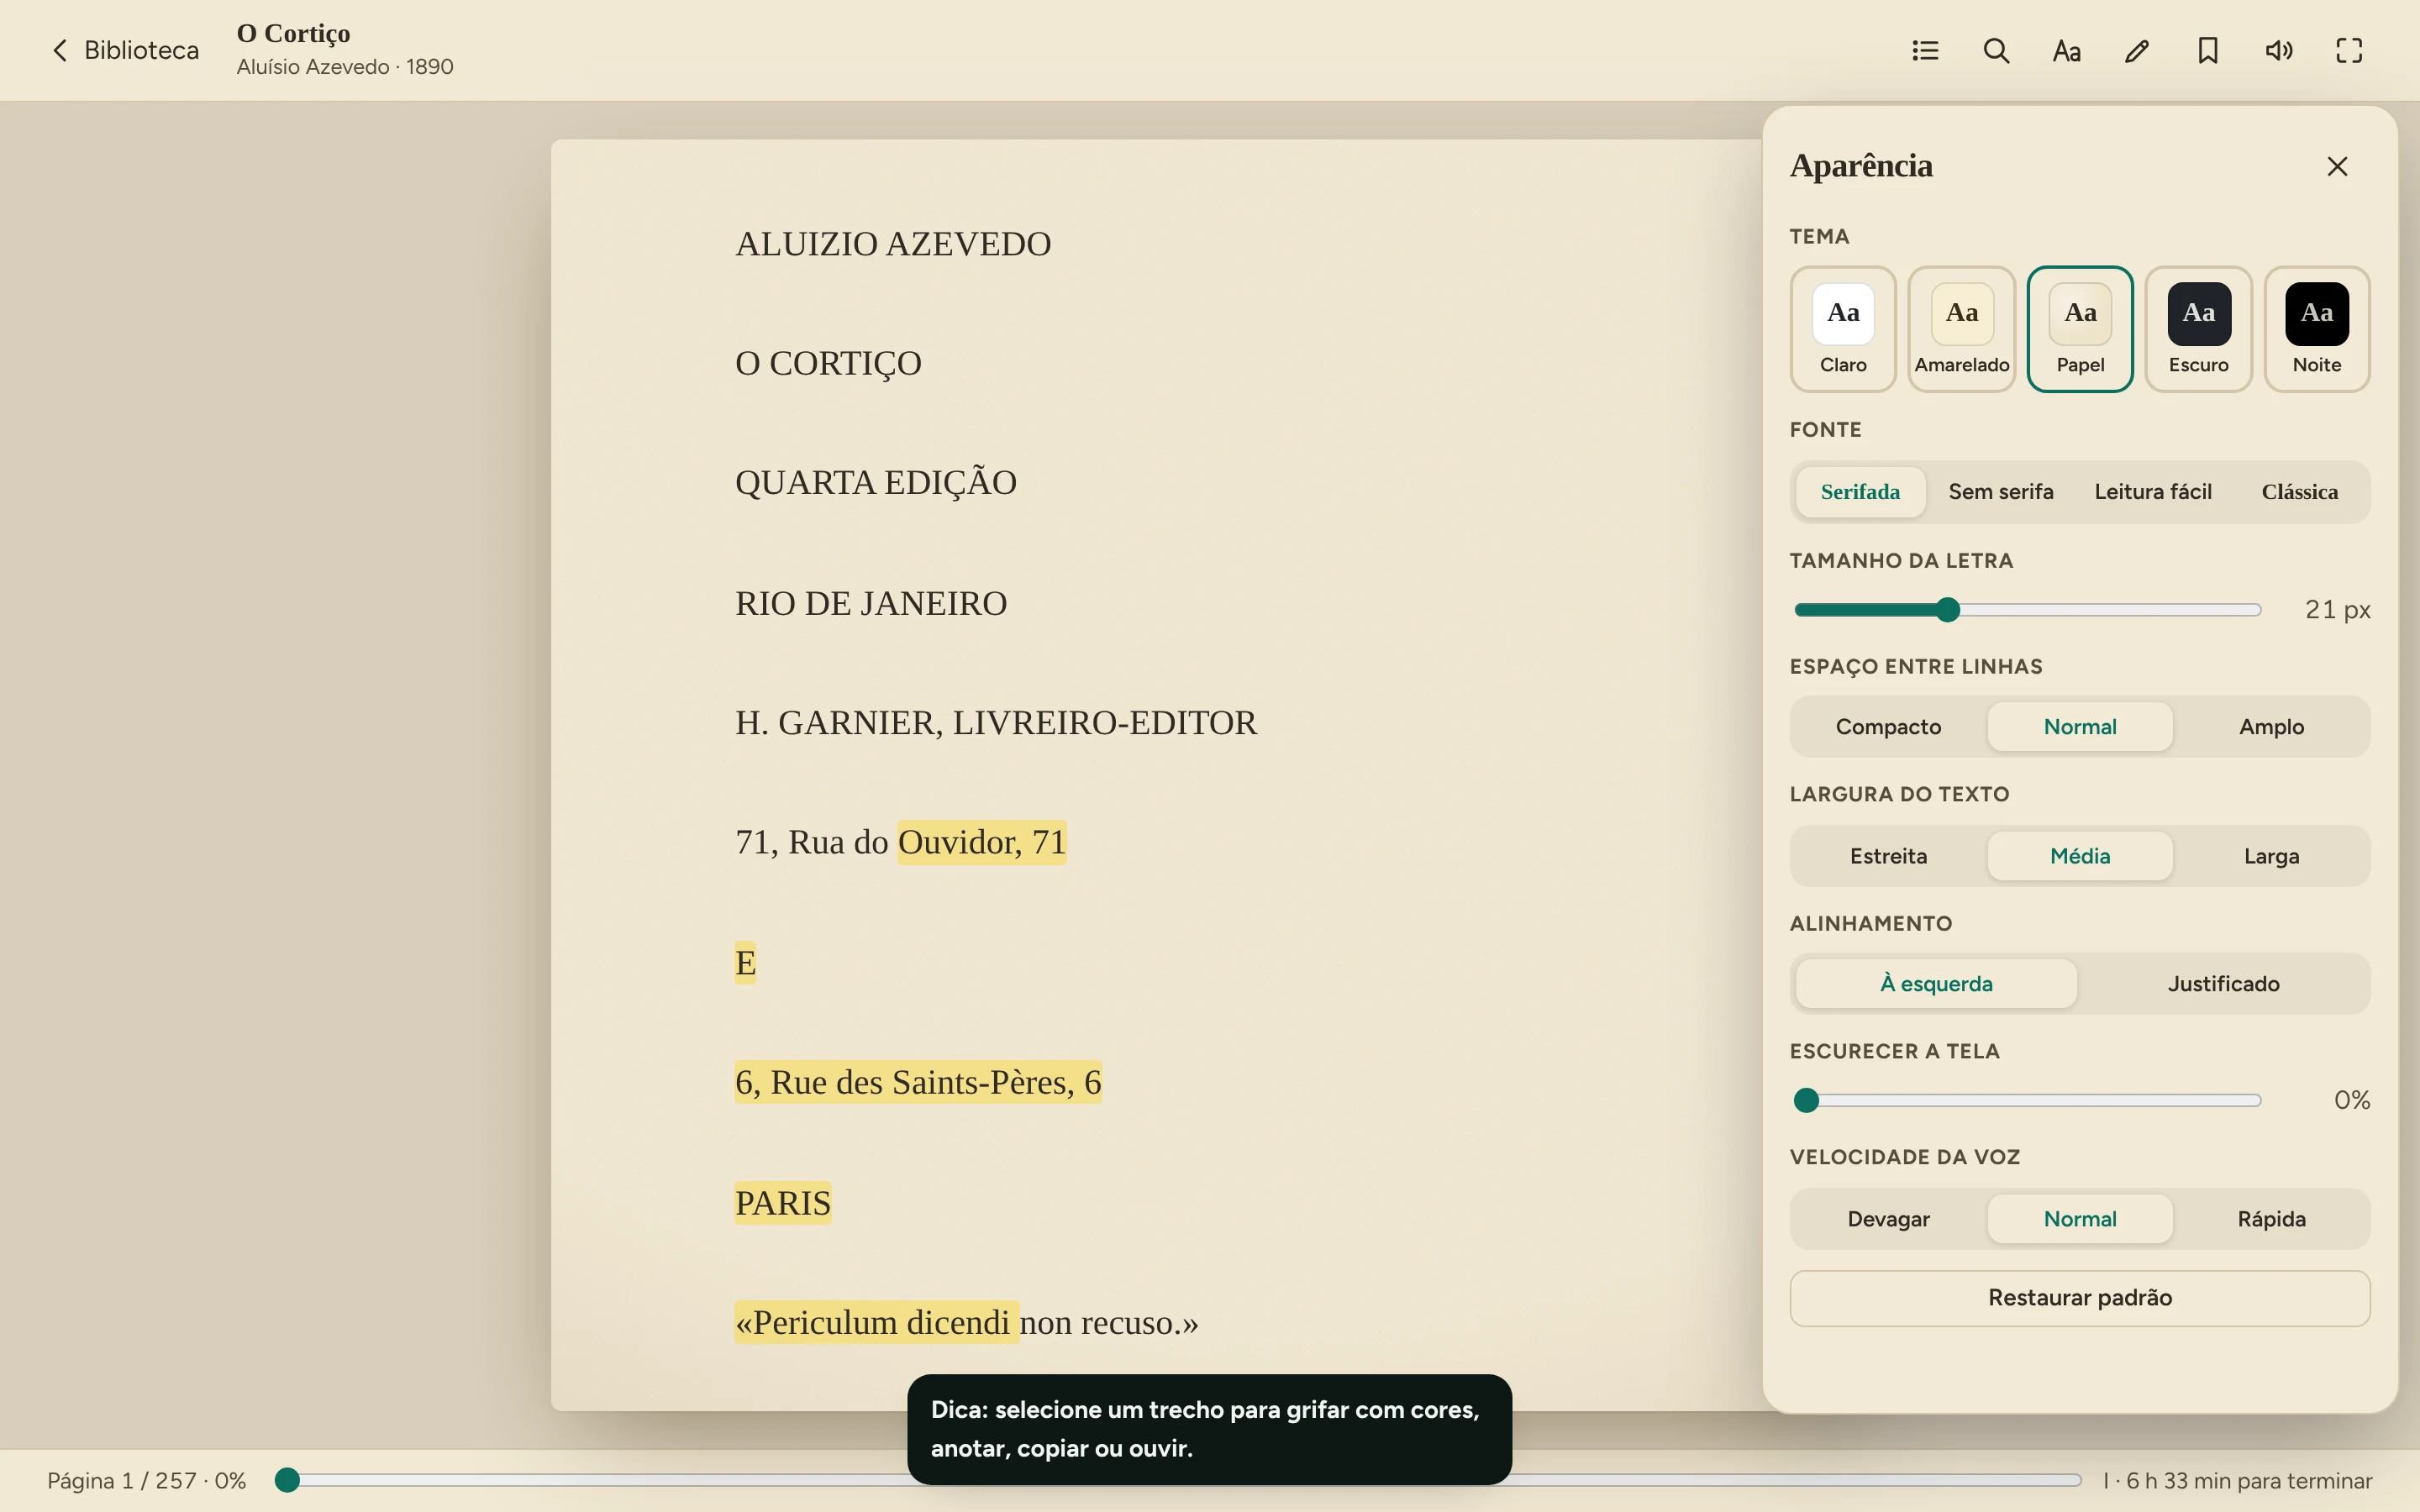 Biblioteca
O Cortiço
Aluísio Azevedo · 1890
Aa
ALUIZIO AZEVEDO
O CORTIÇO
QUARTA EDIÇÃO
RIO DE JANEIRO
H. GARNIER, LIVREIRO-EDITOR
71, Rua do Ouvidor, 71
E
6, Rue des Saints-Pères, 6
PARIS
«Periculum dicendi non recuso.»
Aparência
TEMA
Aa Aa Aa Aa Aa
Claro Amarelado Papel Escuro Noite
FONTE
Serifada Sem serifa Leitura fácil Clássica
TAMANHO DA LETRA
21 px
ESPAÇO ENTRE LINHAS
Compacto Normal Amplo
LARGURA DO TEXTO
Estreita Média Larga
ALINHAMENTO
À esquerda Justificado
ESCURECER A TELA
0%
VELOCIDADE DA VOZ
Devagar Normal Rápida
Restaurar padrão
Dica: selecione um trecho para grifar com cores,
anotar, copiar ou ouvir.
Página 1 / 257 · 0%
I · 6 h 33 min para terminar